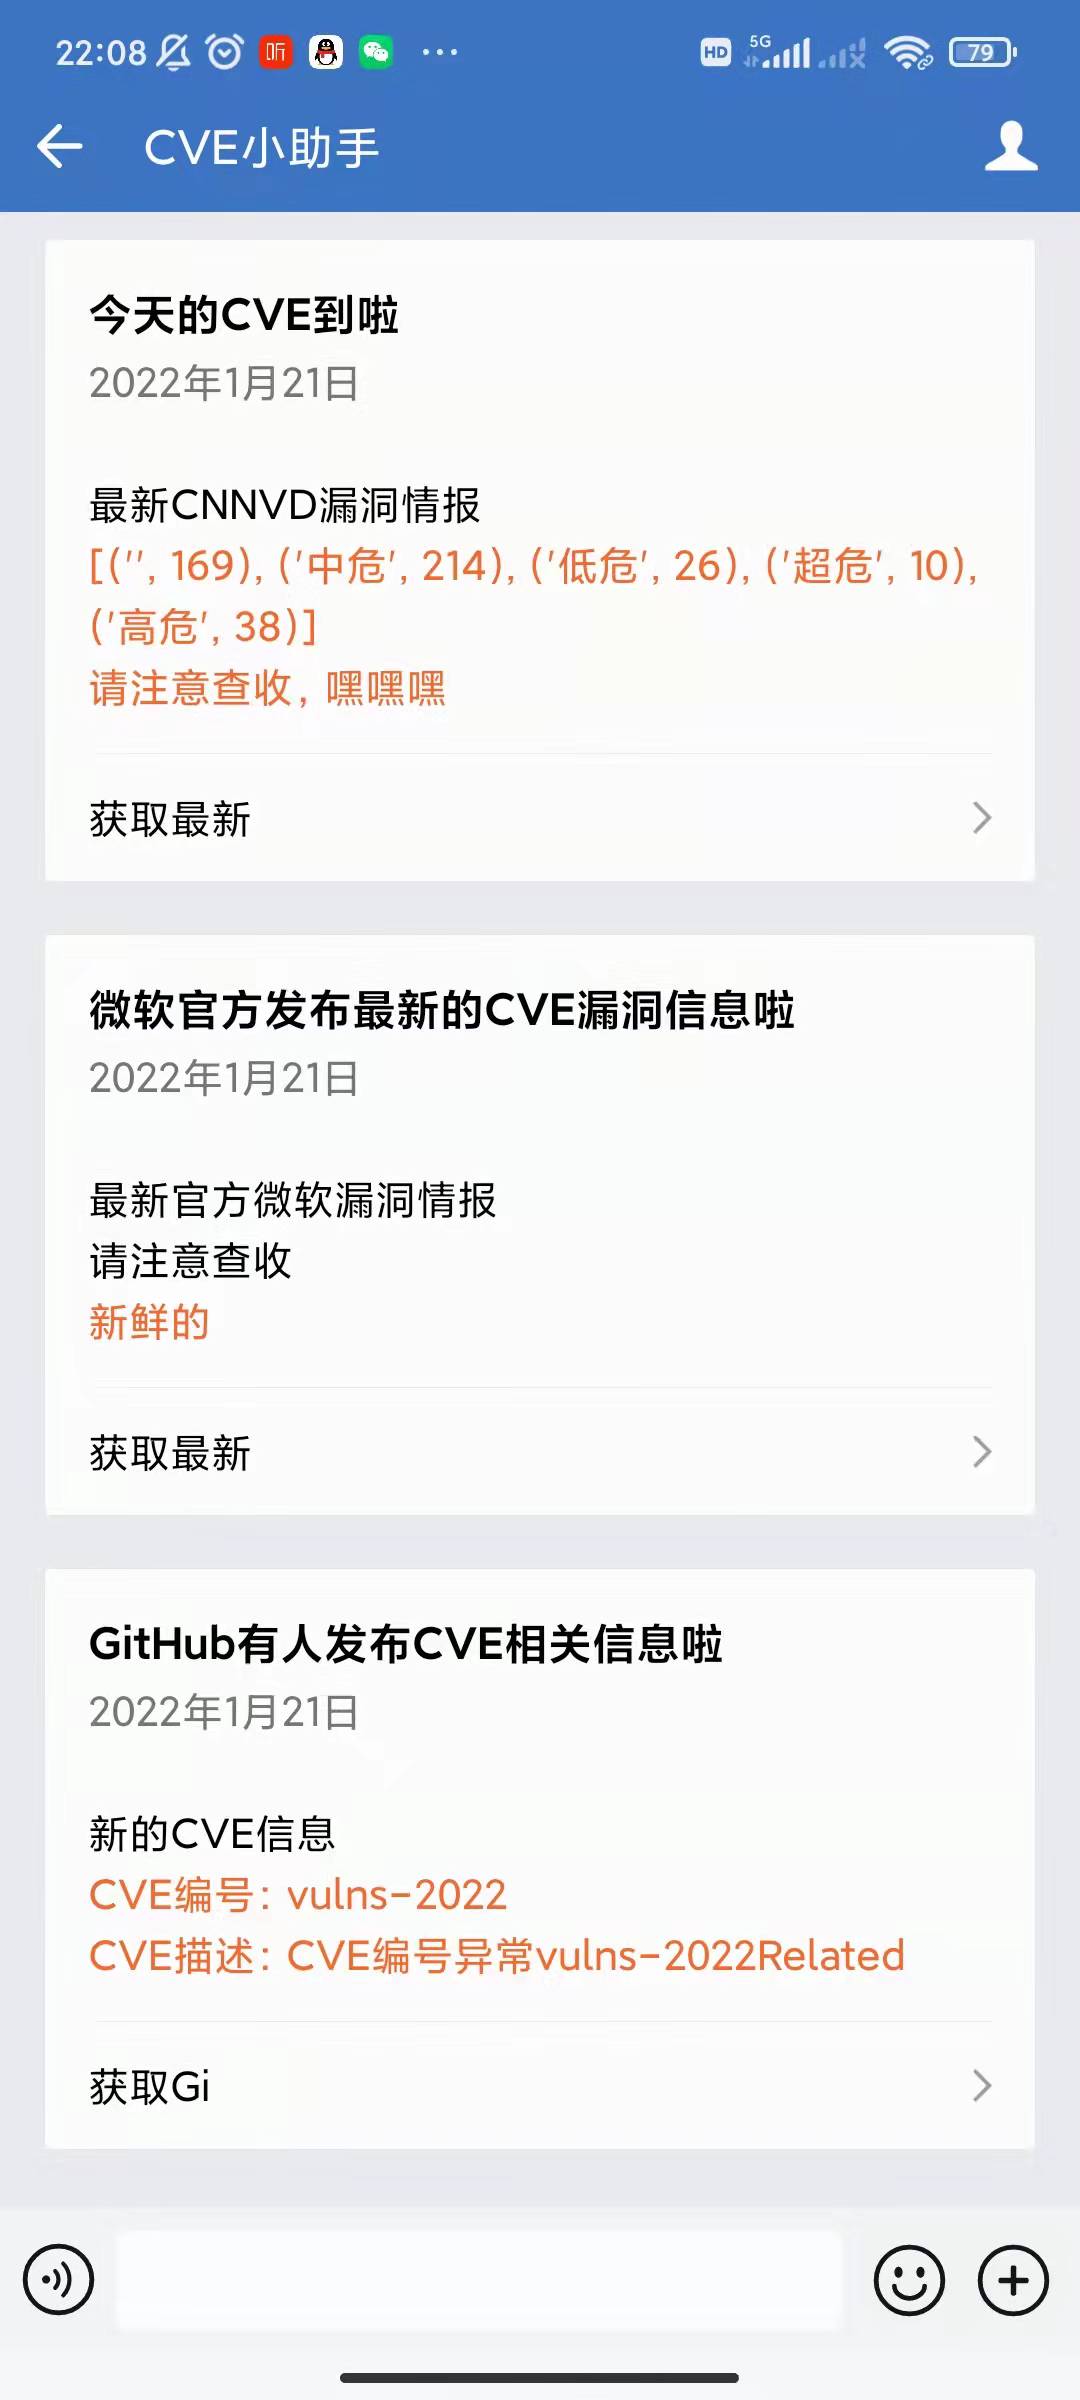 22:08 听 ··· HD 5G 79
CVE小助手
今天的CVE到啦
2022年1月21日
最新CNNVD漏洞情报
[('', 169), ('中危', 214), ('低危', 26), ('超危', 10),
('高危', 38)]
请注意查收，嘿嘿嘿
获取最新
微软官方发布最新的CVE漏洞信息啦
2022年1月21日
最新官方微软漏洞情报
请注意查收
新鲜的
获取最新
GitHub有人发布CVE相关信息啦
2022年1月21日
新的CVE信息
CVE编号：vulns-2022
CVE描述：CVE编号异常vulns-2022Related
获取Gi